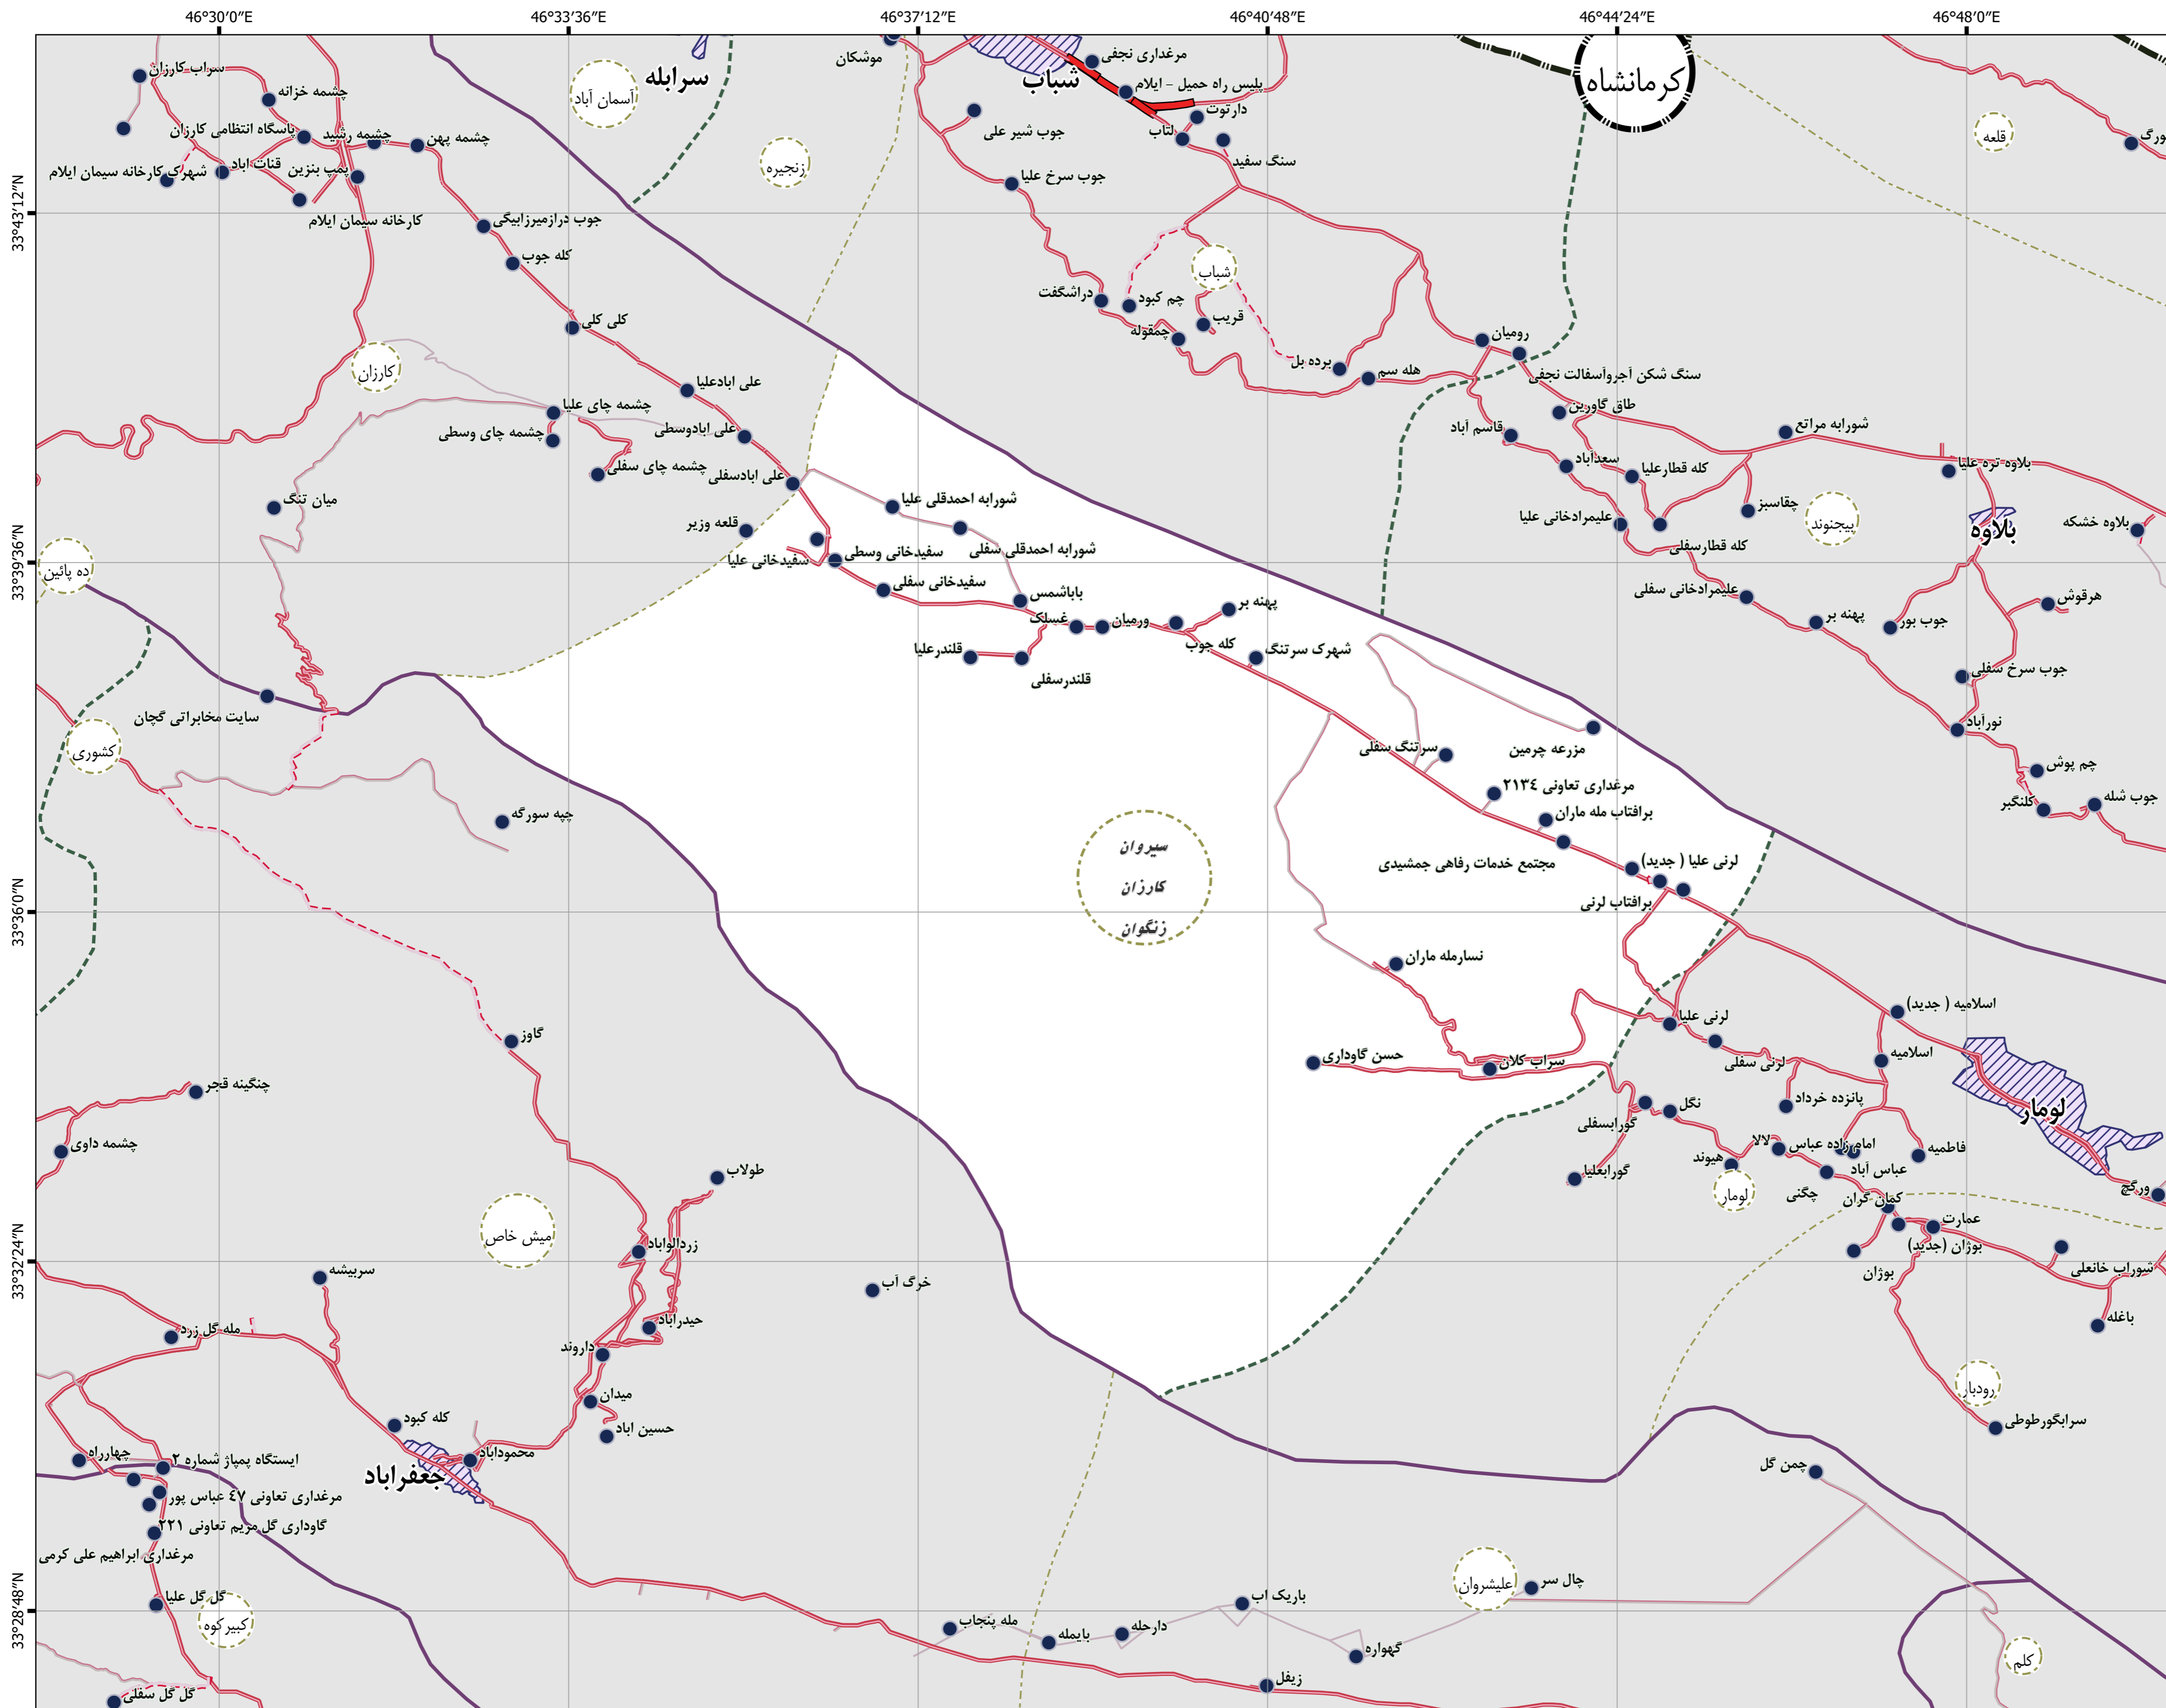 46°30′0″E
46°33′36″E
46°37′12″E
46°40′48″E
46°44′24″E
46°48′0″E
33°43′12″N
33°39′36″N
33°36′0″N
33°32′24″N
33°28′48″N
سراب کارزان
چشمه خزانه
پاسگاه انتظامی کارزان
چشمه رشید
چشمه پهن
شهرک کارخانه سیمان ایلام
قنات اباد
پمپ بنزین
کارخانه سیمان ایلام
جوب درازمیرزابیگی
کله جوب
کلی کلی
آسمان آباد
سرابله
زنجیره
موشکان
شباب
مرغداری نجفی
پلیس راه حمیل - ایلام
دارتوت
لتاب
سنگ سفید
جوب شیر علی
جوب سرخ علیا
شباب
دراشگفت
چم کبود
چمقوله
قریب
برده بل
هله سم
رومیان
کرمانشاه
قلعه
سنگ شکن آجروآسفالت نجفی
طاق گاورین
قاسم آباد
شورابه مراتع
سعداباد
کله قطارعلیا
بلاوه تره علیا
چقاسبز
بیجنوند
بلاوه
بلاوه خشکه
علیمرادخانی علیا
کله قطارسفلی
علیمرادخانی سفلی
پهنه بر
جوب بور
هرقوش
جوب سرخ سفلی
نورآباد
چم پوش
کلنگبر
جوب شله
کارزان
علی ابادعلیا
چشمه چای علیا
چشمه چای وسطی
علی ابادوسطی
چشمه چای سفلی
علی ابادسفلی
میان تنگ
قلعه وزیر
شورابه احمدقلی علیا
شورابه احمدقلی سفلی
سفیدخانی علیا
سفیدخانی وسطی
سفیدخانی سفلی
باباشمس
غسلک
ورمیان
پهنه بر
کله جوب
شهرک سرتنگ
قلندرعلیا
قلندرسفلی
ده پائین
سایت مخابراتی گچان
کشوری
چپه سورگه
سرتنگ سفلی
مزرعه چرمین
مرغداری تعاونی ۲۱۳۴
برافتاب مله ماران
مجتمع خدمات رفاهی جمشیدی
لرنی علیا ( جدید)
برافتاب لرنی
سیروان
کارزان
زنگوان
نسارمله ماران
گاوز
حسن گاوداری
سراب کلان
لرنی علیا
لرنی سفلی
اسلامیه ( جدید)
اسلامیه
لومار
پانزده خرداد
نگل
گورابسفلی
گورابعلیا
هیوند
لالا
امام زاده عباس
عباس آباد
فاطمیه
لومار
چگنی
کمان گران
عمارت
بوژان (جدید)
بوژان
ورگچ
شوراب خانعلی
باغله
رودبار
سرابگورطوطی
چنگینه قجر
چشمه داوی
طولاب
میش خاص
زردالواباد
سربیشه
خرگ آب
حیدرآباد
مله گل زرد
داروند
میدان
حسین اباد
کله کبود
محموداباد
جعفراباد
چهارراه
ایستگاه پمپاژ شماره ۲
مرغداری تعاونی ٤٧ عباس پور
گاوداری گل مریم تعاونی ۲۲۱
مرغداری ابراهیم علی کرمی
گل گل علیا
کبیرکوه
گل گل سفلی
چمن گل
علیشروان
چال سر
باریک اب
مله پنجاب
بایمله
دارحله
گهواره
زیفل
کلم